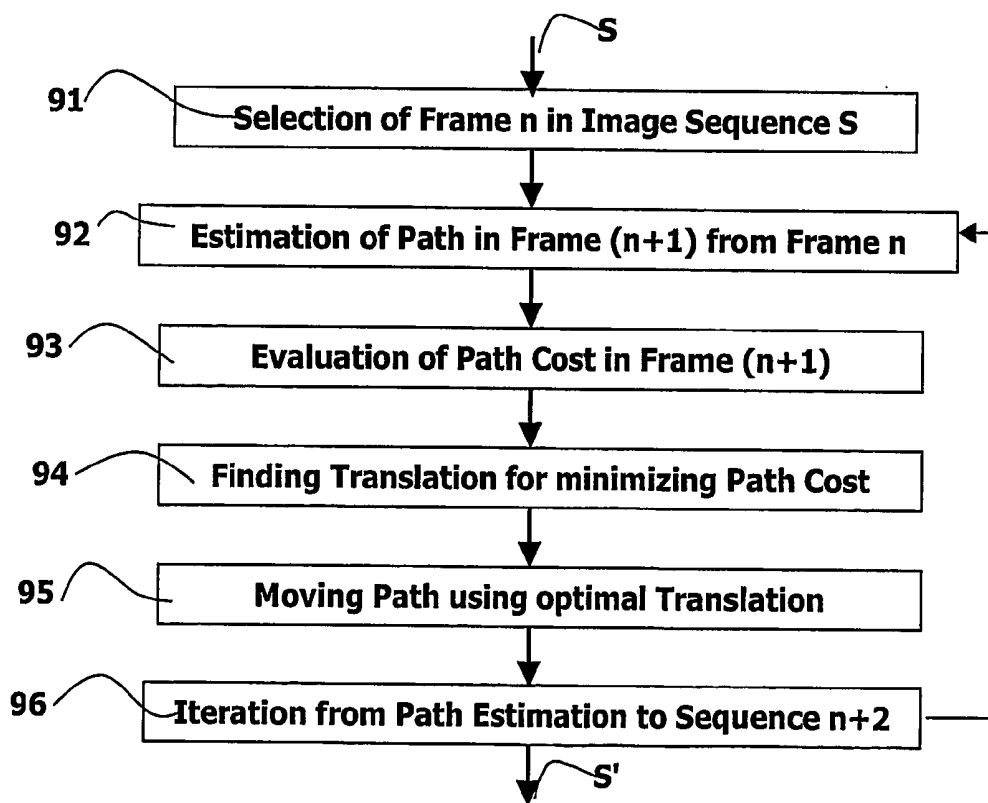 S
91
Selection of Frame n in Image Sequence S
92
Estimation of Path in Frame (n+1) from Frame n
93
Evaluation of Path Cost in Frame (n+1)
94
Finding Translation for minimizing Path Cost
95
Moving Path using optimal Translation
96
Iteration from Path Estimation to Sequence n+2
S'